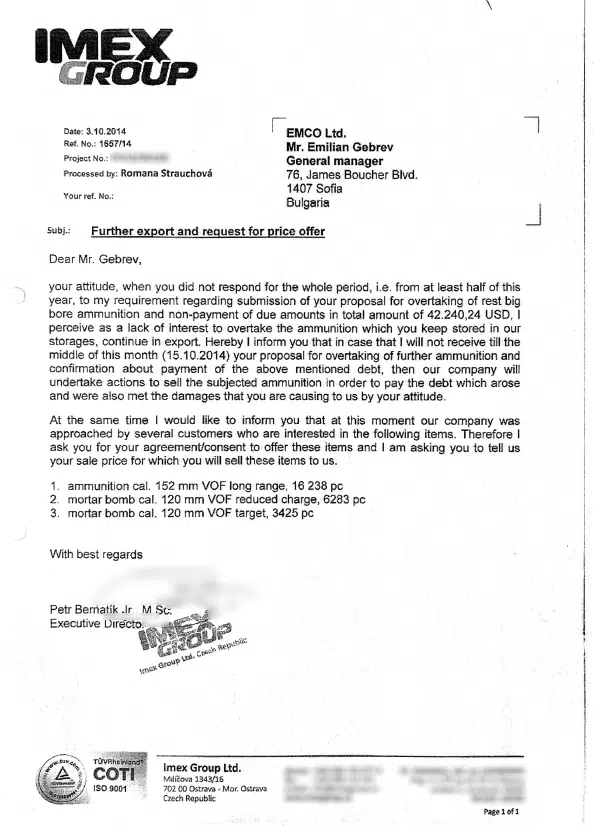 IMEX
GROUP
Date: 3.10.2014
Ref. No.: 1657/14
Project No.:
Processed by: Romana Strauchová
Your ref. No.:
EMCO Ltd.
Mr. Emilian Gebrev
General manager
76, James Boucher Blvd.
1407 Sofia
Bulgaria
Subj.: Further export and request for price offer
Dear Mr. Gebrev,
your attitude, when you did not respond for the whole period, i.e. from at least half of this
year, to my requirement regarding submission of your proposal for overtaking of rest big
bore ammunition and non-payment of due amounts in total amount of 42.240,24 USD, I
perceive as a lack of interest to overtake the ammunition which you keep stored in our
storages, continue in export. Hereby I inform you that in case that I will not receive till the
middle of this month (15.10.2014) your proposal for overtaking of further ammunition and
confirmation about payment of the above mentioned debt, then our company will
undertake actions to sell the subjected ammunition in order to pay the debt which arose
and were also met the damages that you are causing to us by your attitude.
At the same time I would like to inform you that at this moment our company was
approached by several customers who are interested in the following items. Therefore I
ask you for your agreement/consent to offer these items and I am asking you to tell us
your sale price for which you will sell these items to us.
1. ammunition cal. 152 mm VOF long range, 16 238 pc
2. mortar bomb cal. 120 mm VOF reduced charge, 6283 pc
3. mortar bomb cal. 120 mm VOF target, 3425 pc
With best regards
Petr Bernatík Jr M Sc.
Executive Directo
IMEX
GROUP
Imex Group Ltd. Czech Republic
www.tuv.com
TÜVRheinland
COTI
ISO 9001
Imex Group Ltd.
Milíčova 1343/16
702 00 Ostrava - Mor. Ostrava
Czech Republic
Page 1 of 1